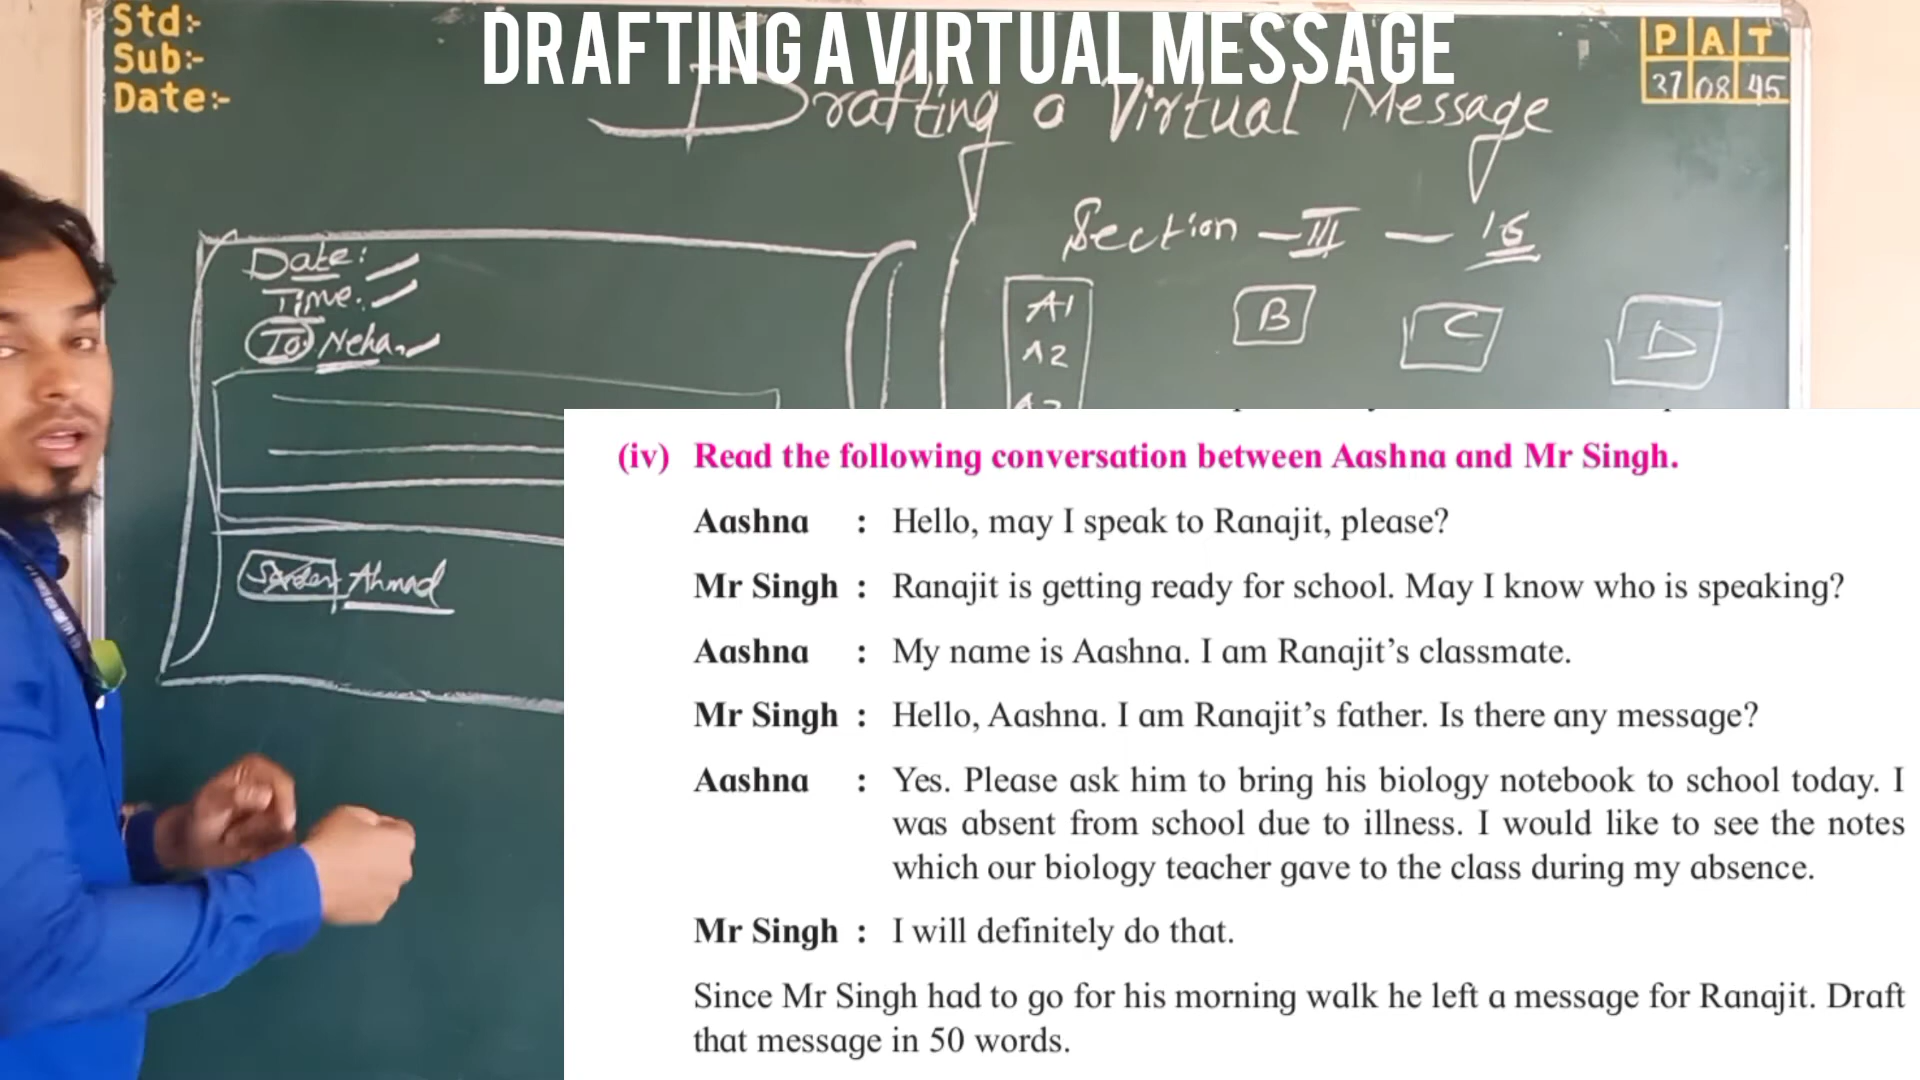 DRAFTING A VIRTUAL MESSAGE
Std:-
Sub:-
Date:-
P A T
37 08 45
Drafting a Virtual Message
Section - III - 16
Date:
Time:
To Neha,
A1
A2
B
C
D
Ahmad
(iv) Read the following conversation between Aashna and Mr Singh.
Aashna : Hello, may I speak to Ranajit, please?
Mr Singh : Ranajit is getting ready for school. May I know who is speaking?
Aashna : My name is Aashna. I am Ranajit’s classmate.
Mr Singh : Hello, Aashna. I am Ranajit’s father. Is there any message?
Aashna : Yes. Please ask him to bring his biology notebook to school today. I
was absent from school due to illness. I would like to see the notes
which our biology teacher gave to the class during my absence.
Mr Singh : I will definitely do that.
Since Mr Singh had to go for his morning walk he left a message for Ranajit. Draft
that message in 50 words.